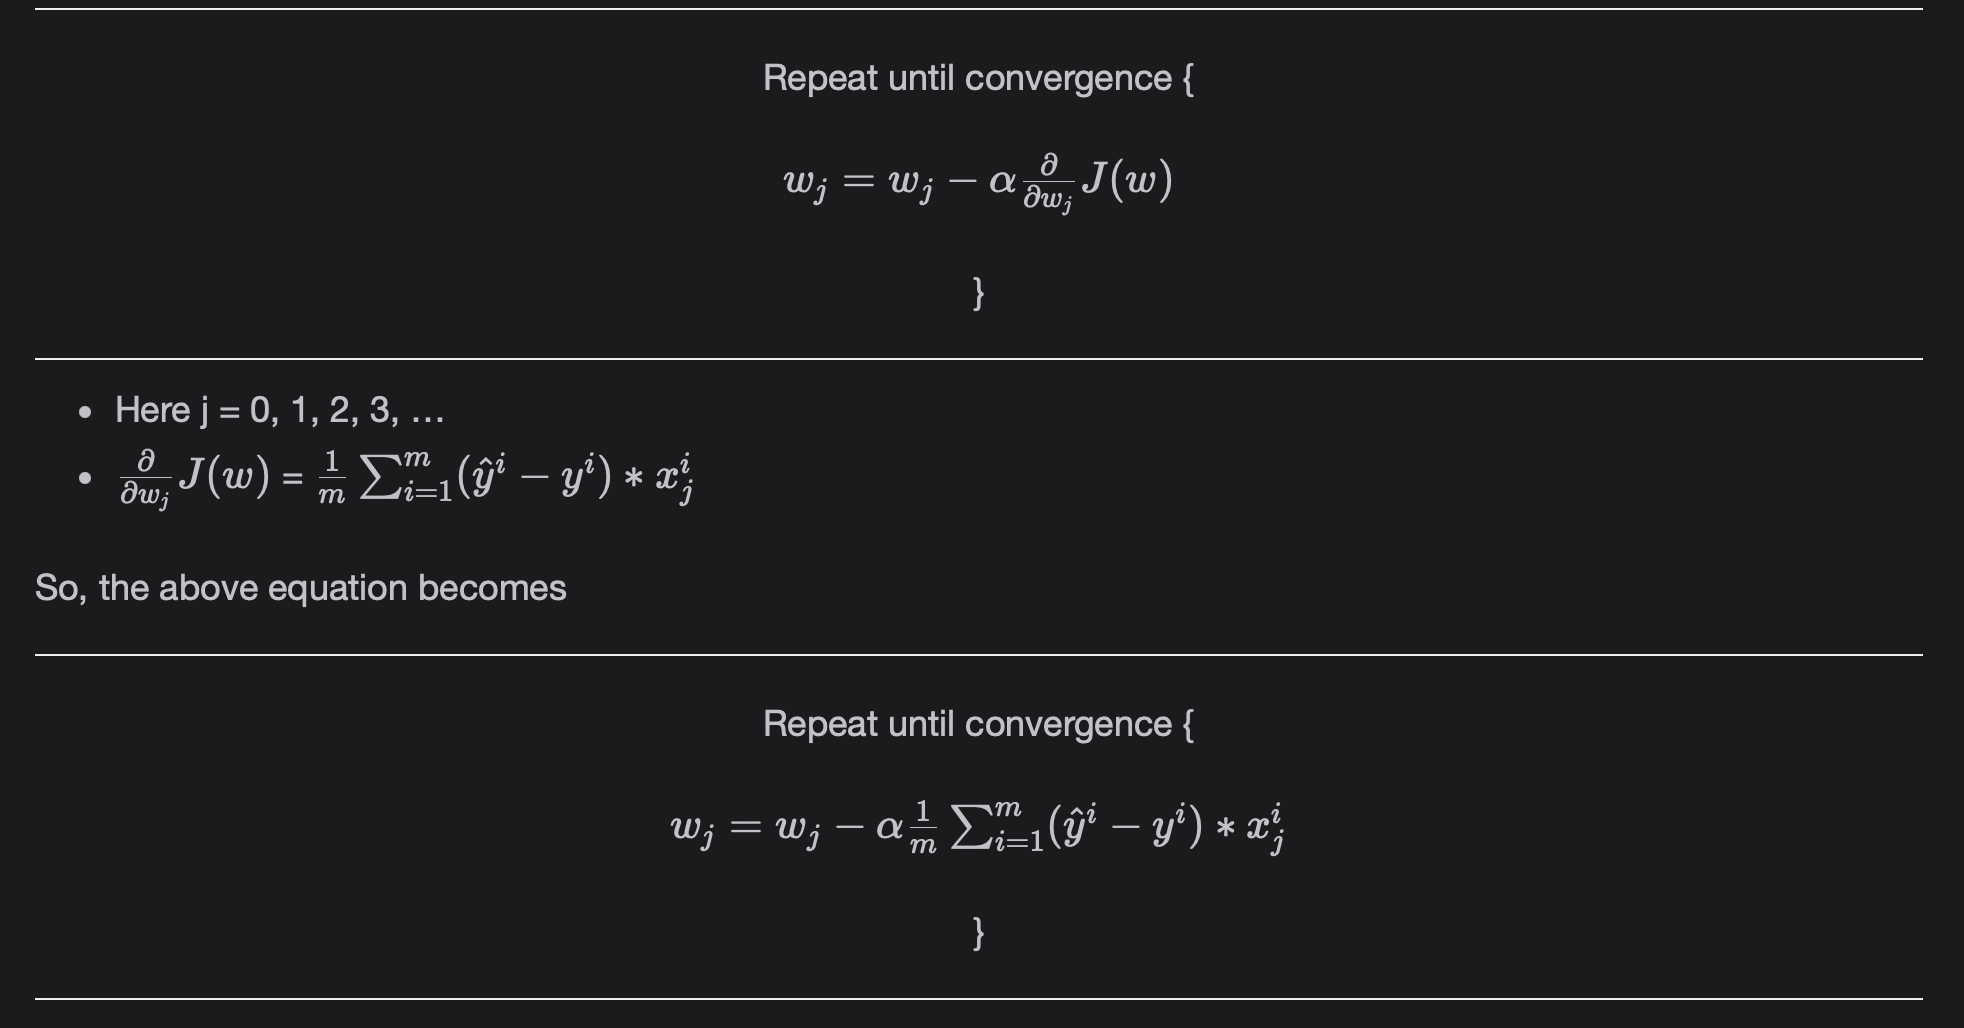 Repeat until convergence {
$w_j = w_j - \alpha \frac{\partial}{\partial w_j} J(w)$
}
• Here j = 0, 1, 2, 3, …
• $\frac{\partial}{\partial w_j} J(w)$ = $\frac{1}{m} \sum_{i=1}^{m} (\hat{y}^i - y^i) * x_j^i$
So, the above equation becomes
Repeat until convergence {
$w_j = w_j - \alpha \frac{1}{m} \sum_{i=1}^{m} (\hat{y}^i - y^i) * x_j^i$
}